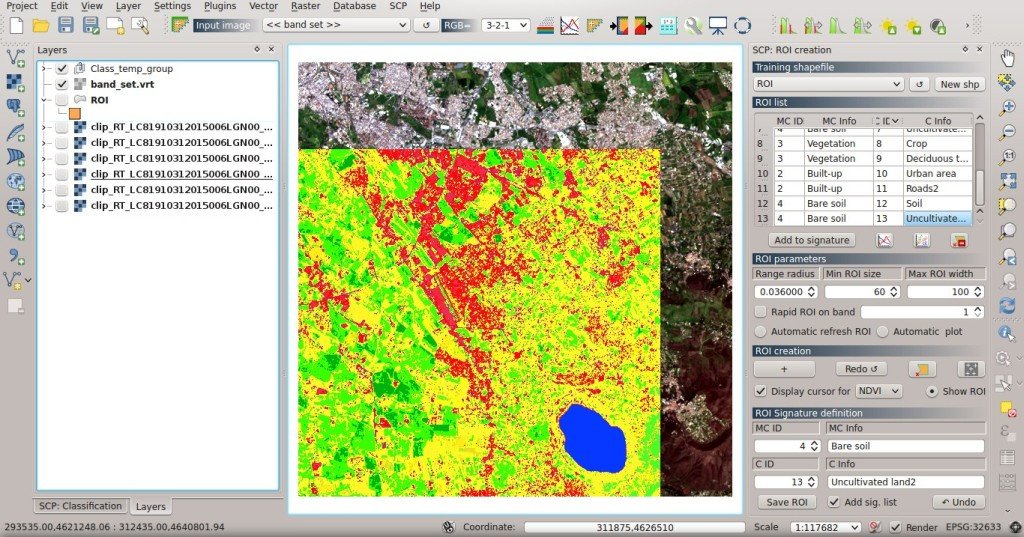 Project Edit View Layer Settings Plugins Vector Raster Database SCP Help
Input image << band set >> RGB= 3-2-1
Layers
Class_temp_group
band_set.vrt
ROI
clip_RT_LC81910312015006LGN00_...
clip_RT_LC81910312015006LGN00_...
clip_RT_LC81910312015006LGN00_...
clip_RT_LC81910312015006LGN00_...
clip_RT_LC81910312015006LGN00_...
clip_RT_LC81910312015006LGN00_...
SCP: Classification Layers
SCP: ROI creation
Training shapefile
ROI New shp
ROI list
MC ID MC Info C Info
7 4 Bare soil 7 Uncultivate...
8 3 Vegetation 8 Crop
9 3 Vegetation 9 Deciduous t...
10 2 Built-up 10 Urban area
11 2 Built-up 11 Roads2
12 4 Bare soil 12 Soil
13 4 Bare soil 13 Uncultivate...
Add to signature
ROI parameters
Range radius Min ROI size Max ROI width
0.036000 60 100
Rapid ROI on band 1
Automatic refresh ROI Automatic plot
ROI creation
+ Redo ↺
Display cursor for NDVI Show ROI
ROI Signature definition
MC ID MC Info
4 Bare soil
C ID C Info
13 Uncultivated land2
Save ROI Add sig. list Undo
293535.00,4621248.06 : 312435.00,4640801.94 Coordinate: 311875,4626510 Scale 1:117682 Render EPSG:32633